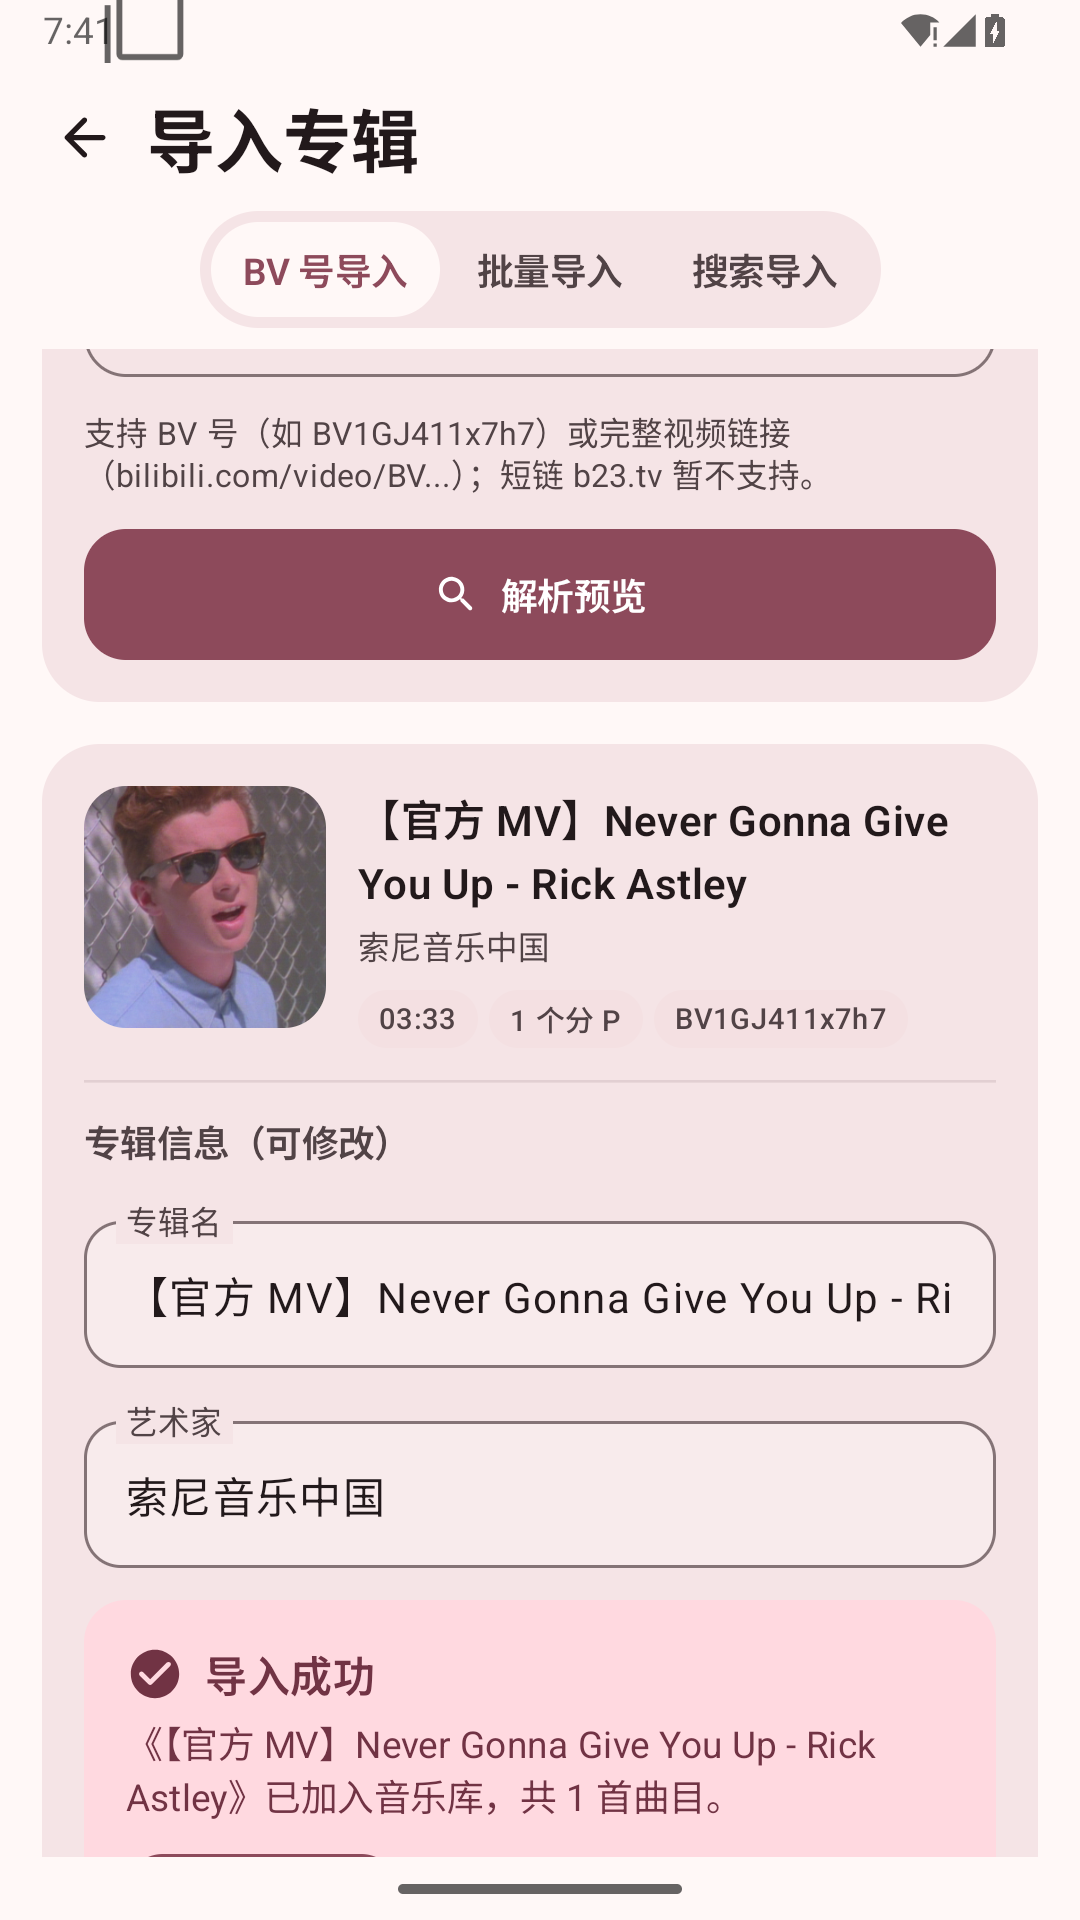 7:41
导入专辑
BV 号导入
批量导入
搜索导入
支持 BV 号（如 BV1GJ411x7h7）或完整视频链接
（bilibili.com/video/BV...）；短链 b23.tv 暂不支持。
解析预览
【官方 MV】Never Gonna Give
You Up - Rick Astley
索尼音乐中国
03:33
1 个分 P
BV1GJ411x7h7
专辑信息（可修改）
专辑名
【官方 MV】Never Gonna Give You Up - Ri
艺术家
索尼音乐中国
导入成功
《【官方 MV】Never Gonna Give You Up - Rick
Astley》已加入音乐库，共 1 首曲目。